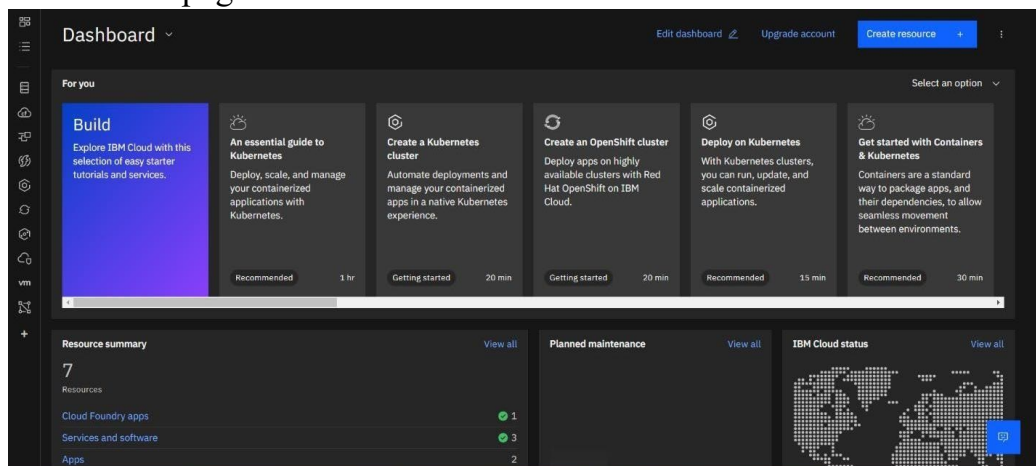 page
Dashboard
Edit dashboard
Upgrade account
Create resource +
For you
Select an option
Build
Explore IBM Cloud with this
selection of easy starter
tutorials and services.
An essential guide to
Kubernetes
Deploy, scale, and manage
your containerized
applications with
Kubernetes.
Recommended 1 hr
Create a Kubernetes
cluster
Automate deployments and
manage your containerized
apps in a native Kubernetes
experience.
Getting started 20 min
Create an OpenShift cluster
Deploy apps on highly
available clusters with Red
Hat OpenShift on IBM
Cloud.
Getting started 20 min
Deploy on Kubernetes
With Kubernetes clusters,
you can run, update, and
scale containerized
applications.
Recommended 15 min
Get started with Containers
& Kubernetes
Containers are a standard
way to package apps, and
their dependencies, to allow
seamless movement
between environments.
Recommended 30 min
vm
Resource summary View all
7
Resources
Cloud Foundry apps 1
Services and software 3
Apps 2
Planned maintenance View all
IBM Cloud status View all